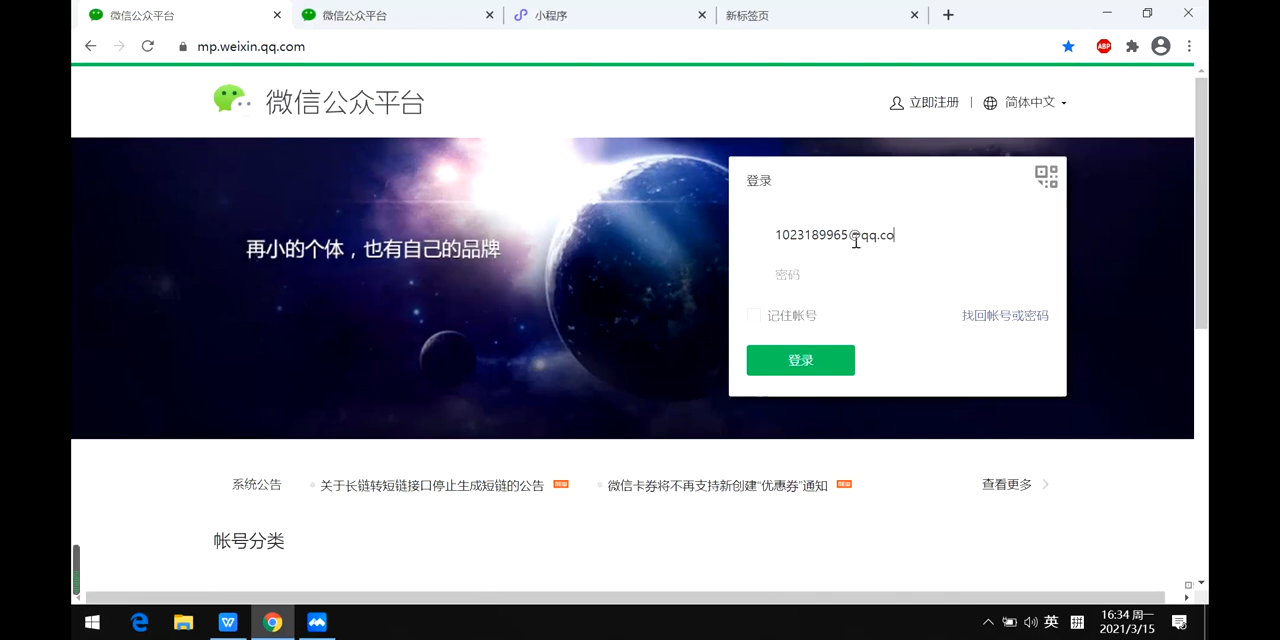 微信公众平台
微信公众平台
小程序
新标签页
mp.weixin.qq.com
ABP
微信公众平台
立即注册
简体中文
登录
再小的个体，也有自己的品牌
1023189965@qq.co
密码
记住帐号
找回帐号或密码
登录
系统公告
关于长链转短链接口停止生成短链的公告
微信卡券将不再支持新创建“优惠券”通知
查看更多
帐号分类
英
拼
16:34 周一
2021/3/15